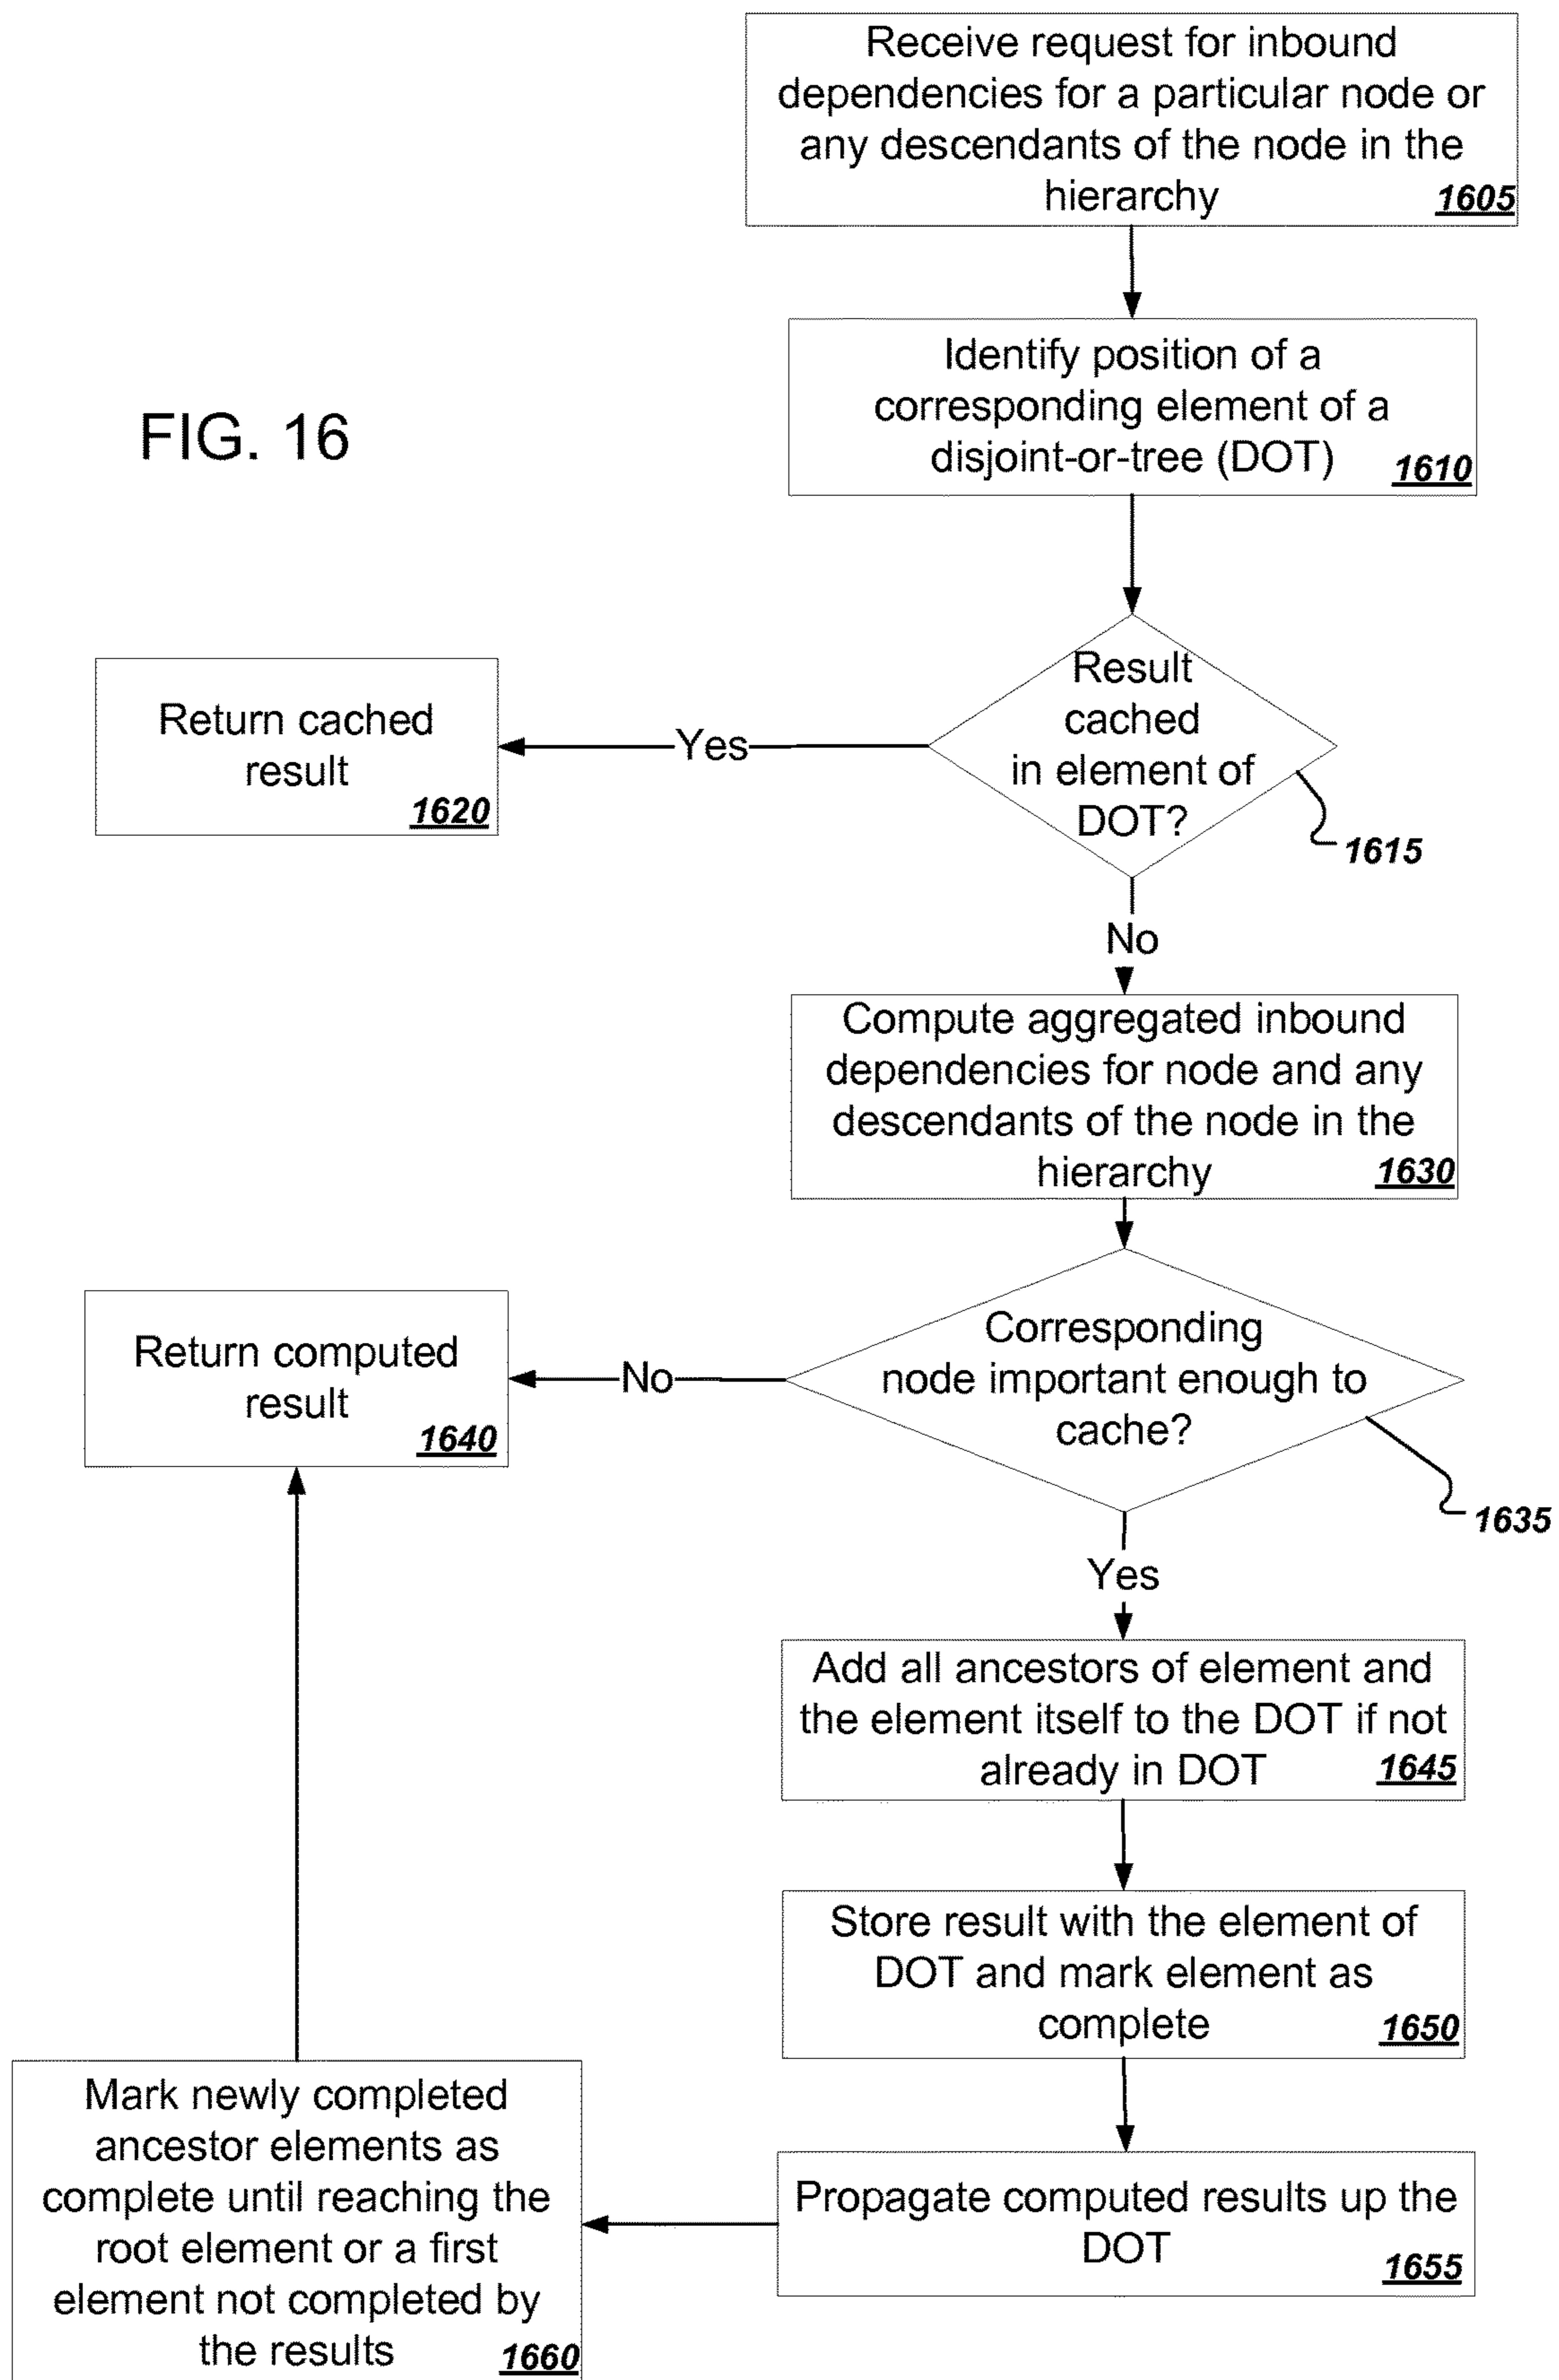 Receive request for inbound
dependencies for a particular node or
any descendants of the node in the
hierarchy 1605
Identify position of a
corresponding element of a
disjoint-or-tree (DOT) 1610
FIG. 16
Result
cached
in element of
DOT?
1615
Yes
Return cached
result
1620
No
Compute aggregated inbound
dependencies for node and any
descendants of the node in the
hierarchy 1630
Corresponding
node important enough to
cache?
1635
No
Return computed
result
1640
Yes
Add all ancestors of element and
the element itself to the DOT if not
already in DOT 1645
Store result with the element of
DOT and mark element as
complete 1650
Propagate computed results up the
DOT
1655
Mark newly completed
ancestor elements as
complete until reaching the
root element or a first
element not completed by
the results 1660